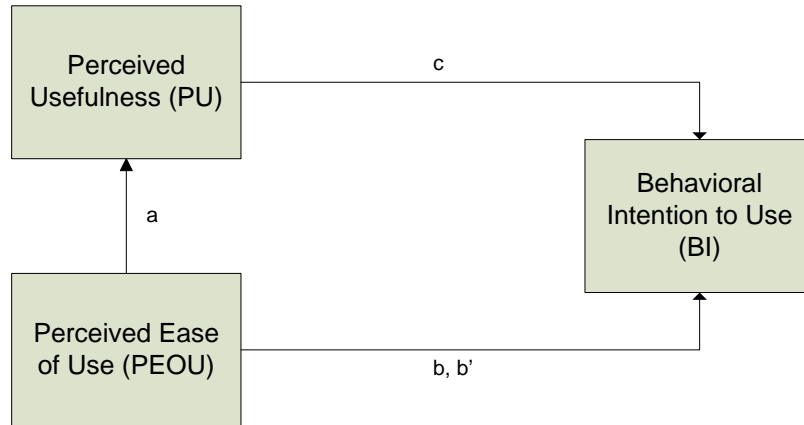 Perceived
Usefulness (PU)
c
Behavioral
Intention to Use
(BI)
a
Perceived Ease
of Use (PEOU)
b, b’